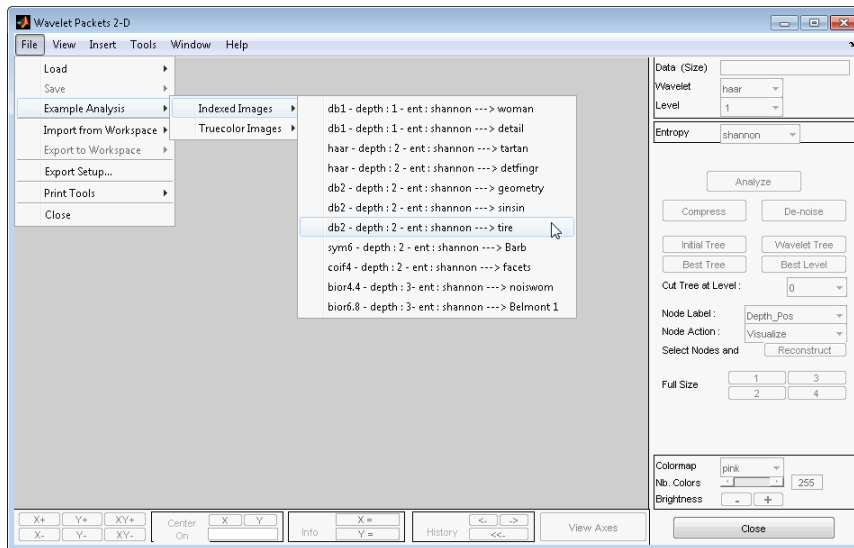 Wavelet Packets 2-D
File View Insert Tools Window Help
Load
Save
Example Analysis
Import from Workspace
Export to Workspace
Export Setup...
Print Tools
Close
Indexed Images
Truecolor Images
db1 - depth : 1 - ent : shannon ---> woman
db1 - depth : 1 - ent : shannon ---> detail
haar - depth : 2 - ent : shannon ---> tartan
haar - depth : 2 - ent : shannon ---> detfingr
db2 - depth : 2 - ent : shannon ---> geometry
db2 - depth : 2 - ent : shannon ---> sinsin
db2 - depth : 2 - ent : shannon ---> tire
sym6 - depth : 2 - ent : shannon ---> Barb
coif4 - depth : 2 - ent : shannon ---> facets
bior4.4 - depth : 3- ent : shannon ---> noiswom
bior6.8 - depth : 3- ent : shannon ---> Belmont 1
Data (Size)
Wavelet haar
Level 1
Entropy shannon
Analyze
Compress De-noise
Initial Tree Wavelet Tree
Best Tree Best Level
Cut Tree at Level : 0
Node Label : Depth_Pos
Node Action : Visualize
Select Nodes and Reconstruct
Full Size 1 3
2 4
Colormap pink
Nb. Colors 255
Brightness - +
Close
X+ Y+ XY+ Center X Y Info X = History <- -> View Axes
X- Y- XY- On Y = <<-